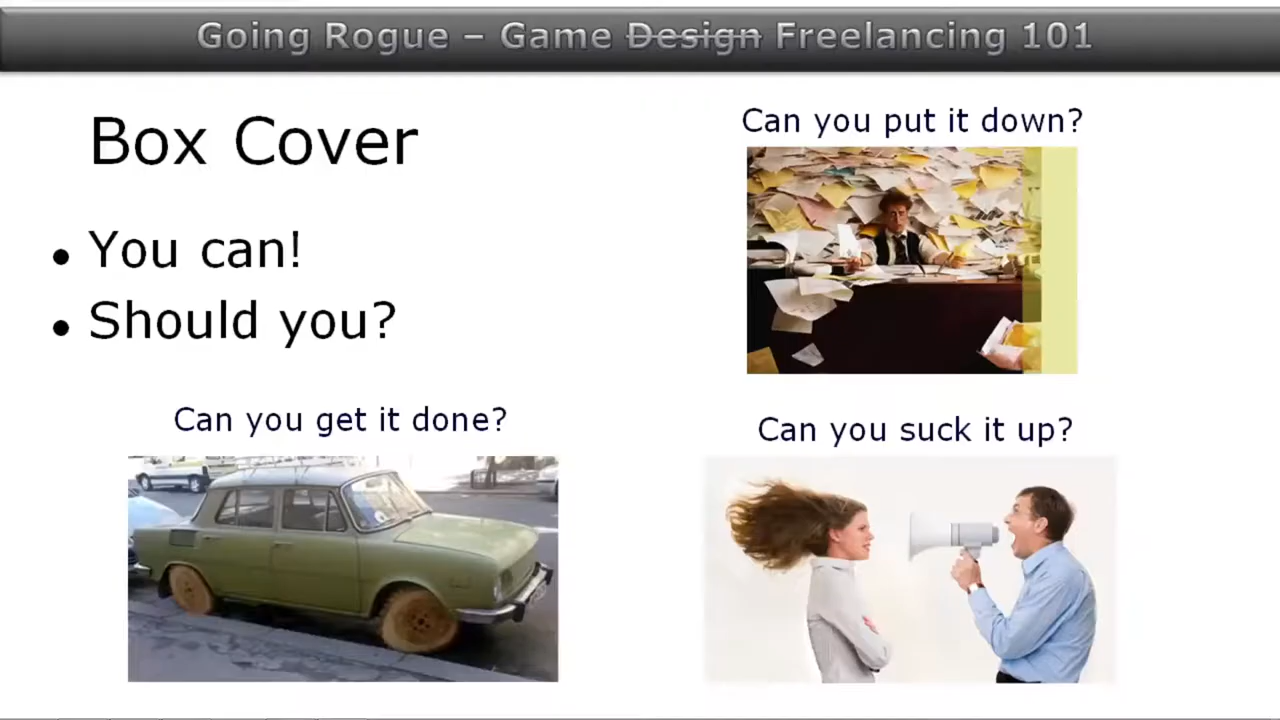 Going Rogue – Game Design Freelancing 101
Box Cover
You can!
Should you?
Can you put it down?
Can you get it done?
Can you suck it up?